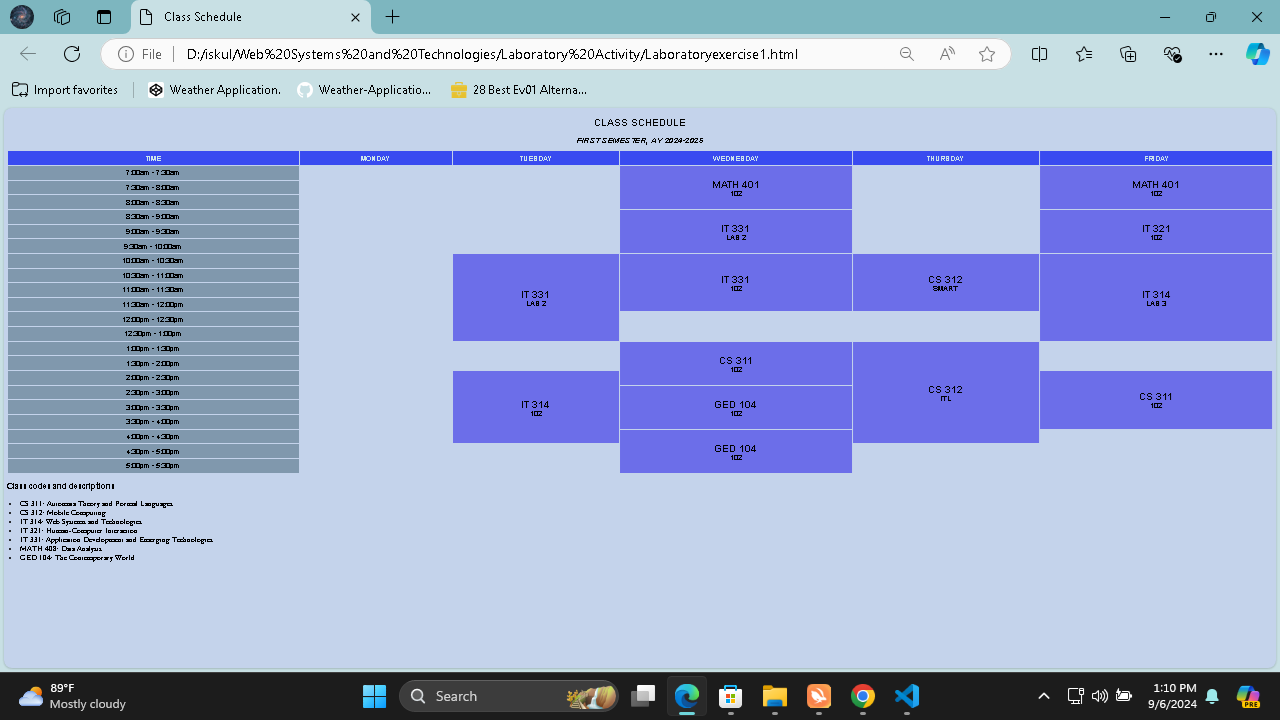 Class Schedule
File D:/iskul/Web%20Systems%20and%20Technologies/Laboratory%20Activity/Laboratoryexercise1.html
Import favorites Weather Application. Weather-Applicatio... 28 Best Ev01 Alterna...
CLASS SCHEDULE
FIRST SEMESTER, AY 2024-2025
TIME MONDAY TUESDAY WEDNESDAY THURSDAY FRIDAY
7:00am - 7:30am
7:30am - 8:00am
8:00am - 8:30am
8:30am - 9:00am
9:00am - 9:30am
9:30am - 10:00am
10:00am - 10:30am
10:30am - 11:00am
11:00am - 11:30am
11:30am - 12:00pm
12:00pm - 12:30pm
12:30pm - 1:00pm
1:00pm - 1:30pm
1:30pm - 2:00pm
2:00pm - 2:30pm
2:30pm - 3:00pm
3:00pm - 3:30pm
3:30pm - 4:00pm
4:00pm - 4:30pm
4:30pm - 5:00pm
5:00pm - 5:30pm
IT 331
LAB 2
IT 314
102
MATH 401
102
IT 331
LAB 2
IT 331
102
CS 311
102
GED 104
102
GED 104
102
CS 312
SMART
CS 312
ITL
MATH 401
102
IT 321
102
IT 314
LAB 3
CS 311
102
Class codes and descriptions
• CS 311- Automata Theory and Formal Languages
• CS 312- Mobile Computing
• IT 314- Web Systems and Technologies
• IT 321- Human-Computer Interaction
• IT 331- Application Development and Emerging Technologies
• MATH 408- Data Analysis
• GED 104- The Contemporary World
89°F
Mostly cloudy
Search
1:10 PM
9/6/2024
PRE